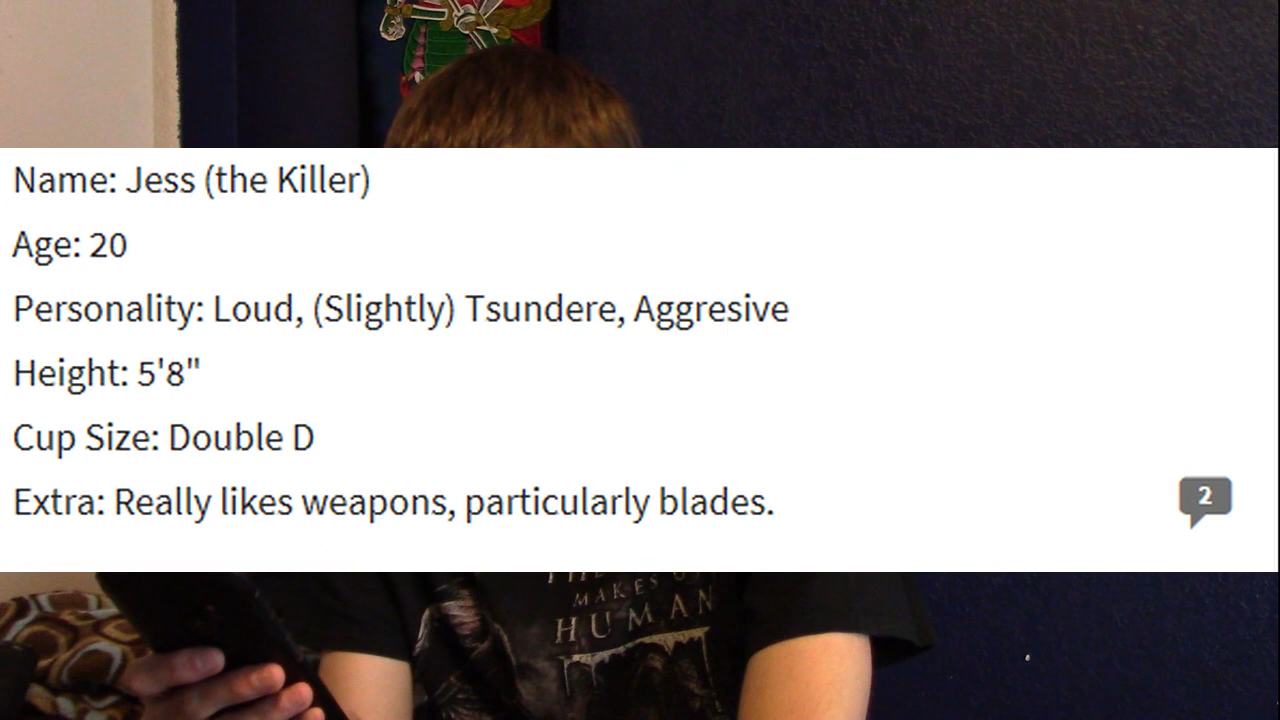 Name: Jess (the Killer)
Age: 20
Personality: Loud, (Slightly) Tsundere, Aggresive
Height: 5'8"
Cup Size: Double D
Extra: Really likes weapons, particularly blades.
2
MAKES
HUMAN